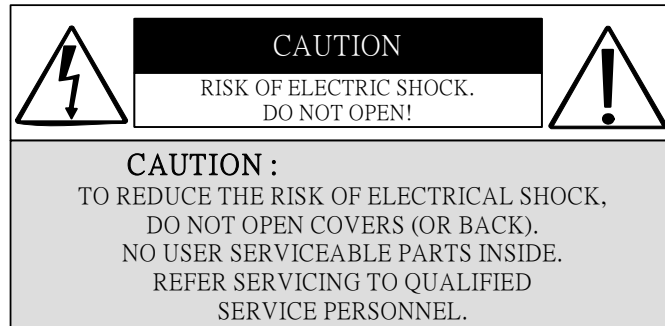 CAUTION
RISK OF ELECTRIC SHOCK.
DO NOT OPEN!
CAUTION :
TO REDUCE THE RISK OF ELECTRICAL SHOCK,
DO NOT OPEN COVERS (OR BACK).
NO USER SERVICEABLE PARTS INSIDE.
REFER SERVICING TO QUALIFIED
SERVICE PERSONNEL.